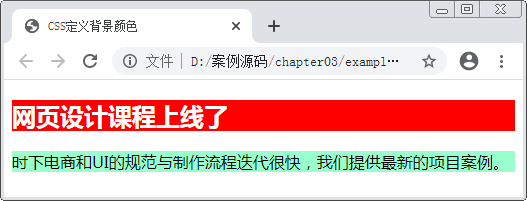 CSS定义背景颜色
文件 | D:/案例源码/chapter03/exampl…
网页设计课程上线了
时下电商和UI的规范与制作流程迭代很快，我们提供最新的项目案例。